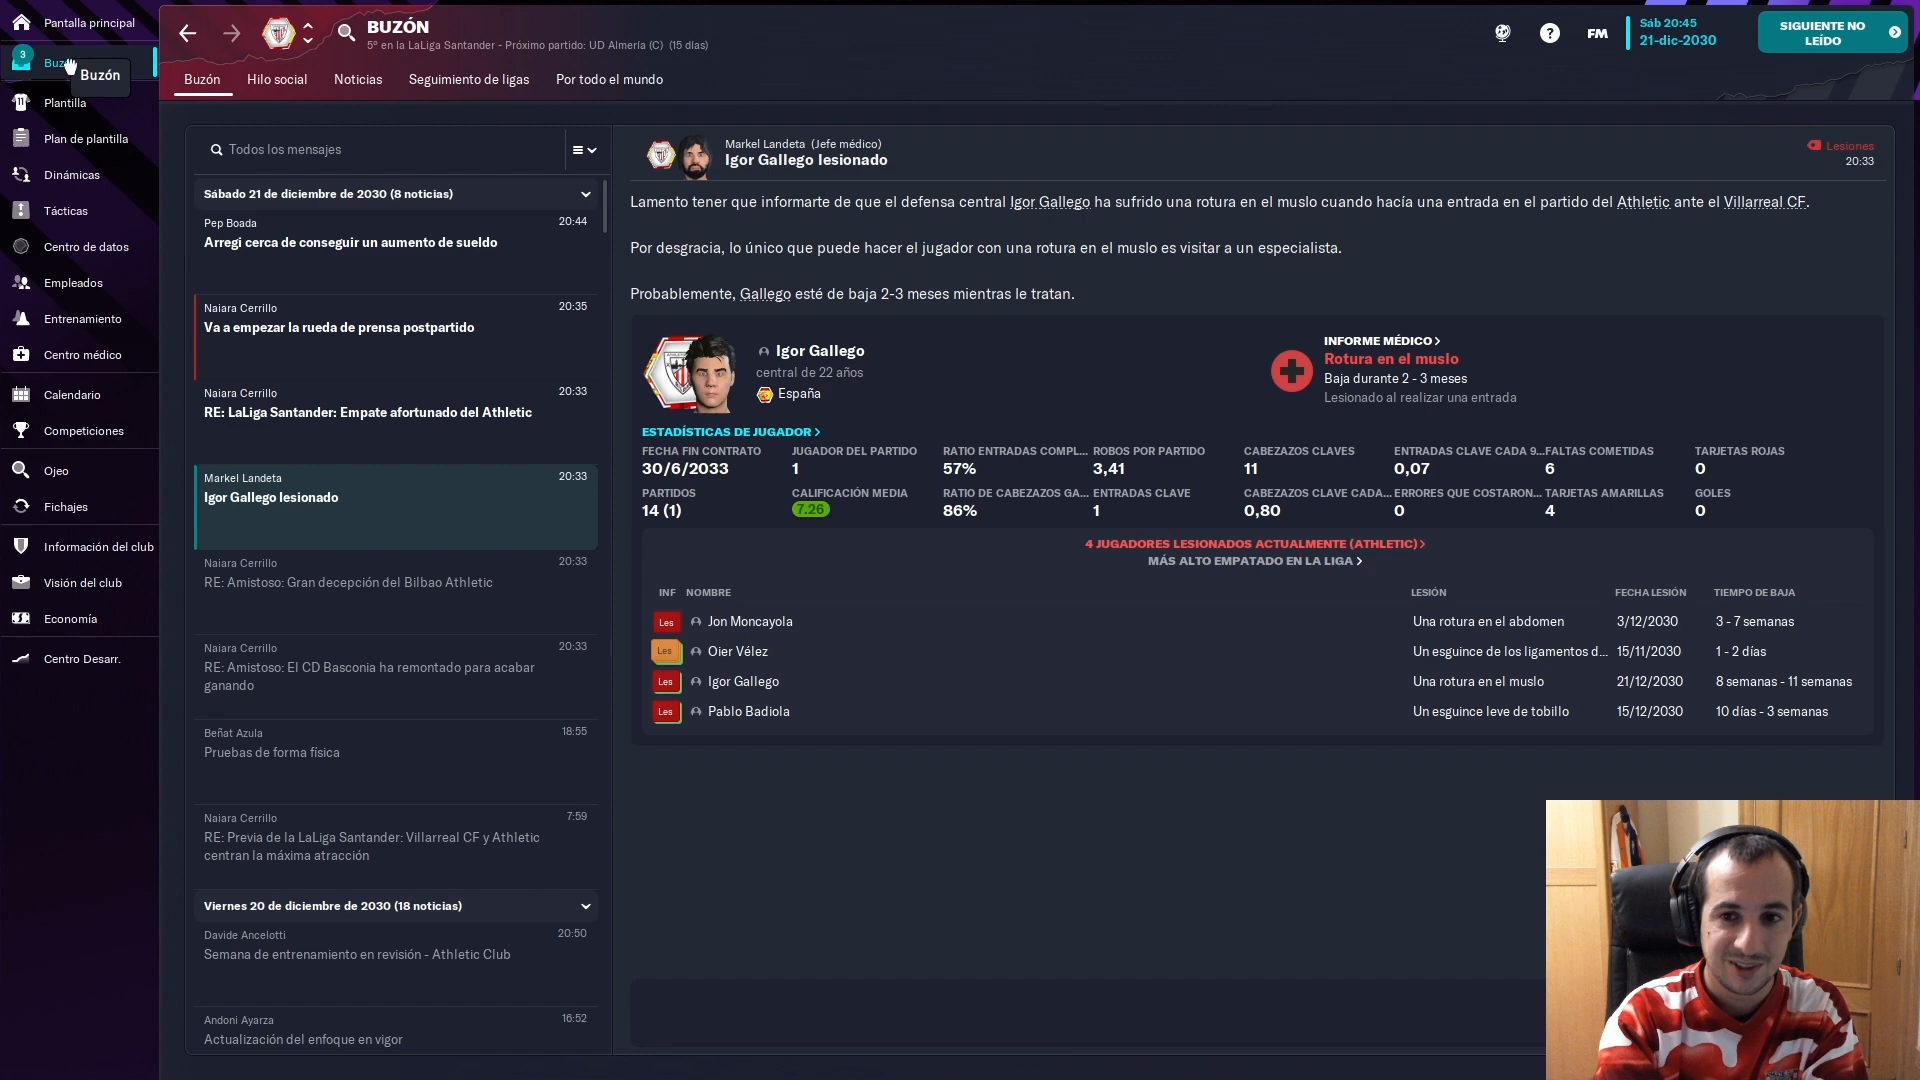 Pantalla principal
3
Buzón
Plantilla
Plan de plantilla
Dinámicas
Tácticas
Centro de datos
Empleados
Entrenamiento
Centro médico
Calendario
Competiciones
Ojeo
Fichajes
Información del club
Visión del club
Economía
Centro Desarr.
BUZÓN
5º en la LaLiga Santander - Próximo partido: UD Almería (C) (15 días)
FM
Sáb 20:45
21-dic-2030
SIGUIENTE NO
LEÍDO
Buzón
Hilo social
Noticias
Seguimiento de ligas
Por todo el mundo
Todos los mensajes
Sábado 21 de diciembre de 2030 (8 noticias)
Pep Boada 20:44
Arregi cerca de conseguir un aumento de sueldo
Naiara Cerrillo 20:35
Va a empezar la rueda de prensa postpartido
Naiara Cerrillo 20:33
RE: LaLiga Santander: Empate afortunado del Athletic
Markel Landeta 20:33
Igor Gallego lesionado
Naiara Cerrillo 20:33
RE: Amistoso: Gran decepción del Bilbao Athletic
Naiara Cerrillo 20:33
RE: Amistoso: El CD Basconia ha remontado para acabar
ganando
Beñat Azula 18:55
Pruebas de forma física
Naiara Cerrillo 7:59
RE: Previa de la LaLiga Santander: Villarreal CF y Athletic
centran la máxima atracción
Viernes 20 de diciembre de 2030 (18 noticias)
Davide Ancelotti 20:50
Semana de entrenamiento en revisión - Athletic Club
Andoni Ayarza 16:52
Actualización del enfoque en vigor
Markel Landeta (Jefe médico)
Igor Gallego lesionado
Lesiones
20:33
Lamento tener que informarte de que el defensa central Igor Gallego ha sufrido una rotura en el muslo cuando hacía una entrada en el partido del Athletic ante el Villarreal CF.
Por desgracia, lo único que puede hacer el jugador con una rotura en el muslo es visitar a un especialista.
Probablemente, Gallego esté de baja 2-3 meses mientras le tratan.
Igor Gallego
central de 22 años
España
INFORME MÉDICO
Rotura en el muslo
Baja durante 2 - 3 meses
Lesionado al realizar una entrada
ESTADÍSTICAS DE JUGADOR
FECHA FIN CONTRATO JUGADOR DEL PARTIDO RATIO ENTRADAS COMPL... ROBOS POR PARTIDO CABEZAZOS CLAVES ENTRADAS CLAVE CADA 9... FALTAS COMETIDAS TARJETAS ROJAS
30/6/2033 1 57% 3,41 11 0,07 6 0
PARTIDOS CALIFICACIÓN MEDIA RATIO DE CABEZAZOS GA... ENTRADAS CLAVE CABEZAZOS CLAVE CADA... ERRORES QUE COSTARON... TARJETAS AMARILLAS GOLES
14 (1) 7.26 86% 1 0,80 0 4 0
4 JUGADORES LESIONADOS ACTUALMENTE (ATHLETIC)
MÁS ALTO EMPATADO EN LA LIGA
INF NOMBRE LESIÓN FECHA LESIÓN TIEMPO DE BAJA
Les Jon Moncayola Una rotura en el abdomen 3/12/2030 3 - 7 semanas
Les Oier Vélez Un esguince de los ligamentos d... 15/11/2030 1 - 2 días
Les Igor Gallego Una rotura en el muslo 21/12/2030 8 semanas - 11 semanas
Les Pablo Badiola Un esguince leve de tobillo 15/12/2030 10 días - 3 semanas